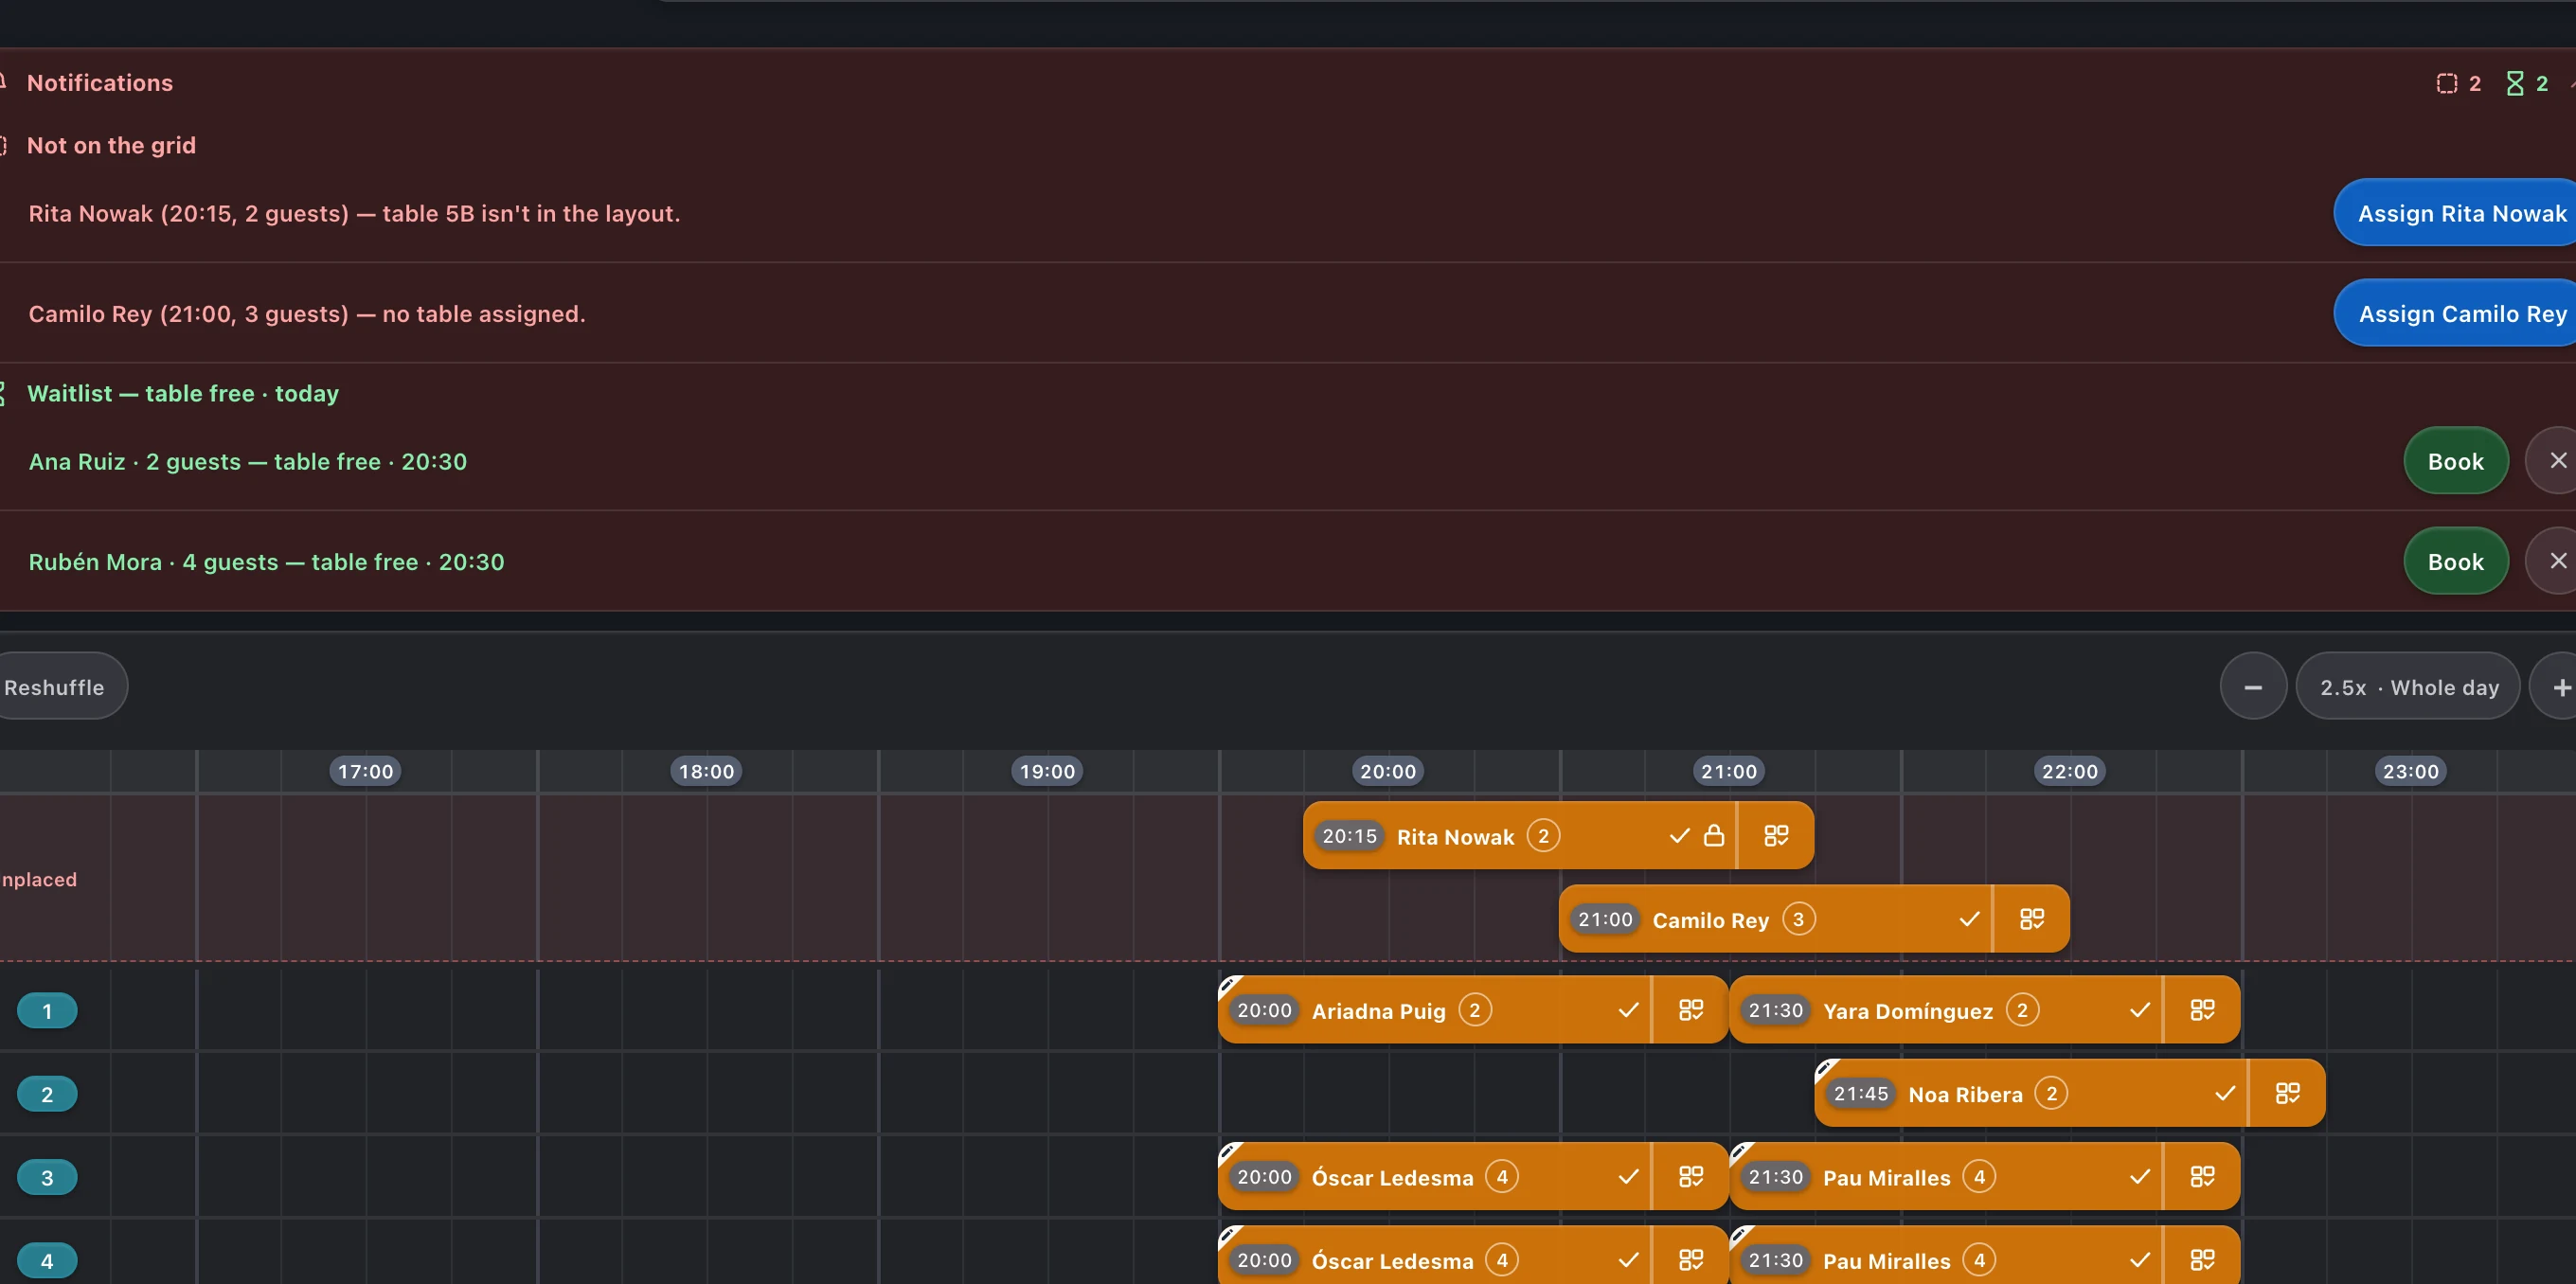 Notifications 2 2
Not on the grid
Rita Nowak (20:15, 2 guests) — table 5B isn't in the layout. Assign Rita Nowak
Camilo Rey (21:00, 3 guests) — no table assigned. Assign Camilo Rey
Waitlist — table free · today
Ana Ruiz · 2 guests — table free · 20:30 Book
Rubén Mora · 4 guests — table free · 20:30 Book
Reshuffle − 2.5x · Whole day +
17:00 18:00 19:00 20:00 21:00 22:00 23:00
20:15 Rita Nowak 2
nplaced
21:00 Camilo Rey 3
1 20:00 Ariadna Puig 2 21:30 Yara Domínguez 2
2 21:45 Noa Ribera 2
3 20:00 Óscar Ledesma 4 21:30 Pau Miralles 4
4 20:00 Óscar Ledesma 4 21:30 Pau Miralles 4